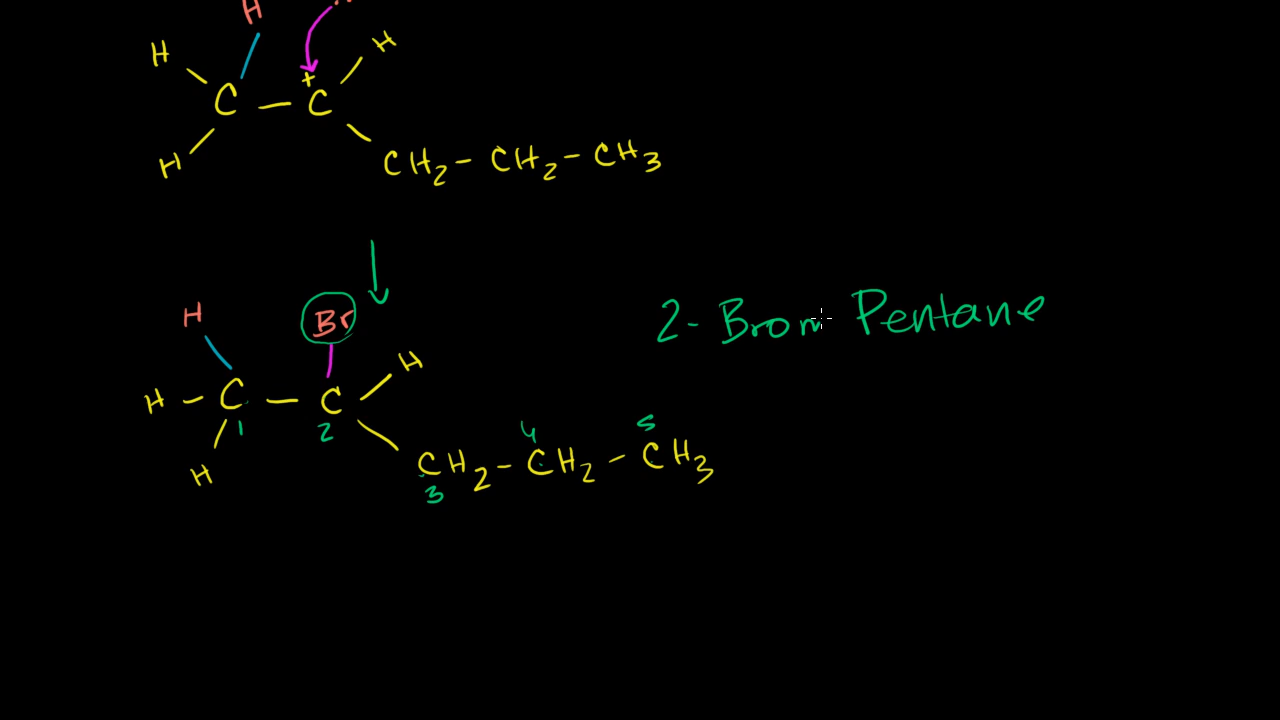 H
H
H
+
C - C
H
CH2 - CH2 - CH3
2- Brom Pentane
H
Br
H
H - C - C
1
2
H
4
5
CH2 - CH2 - CH3
3